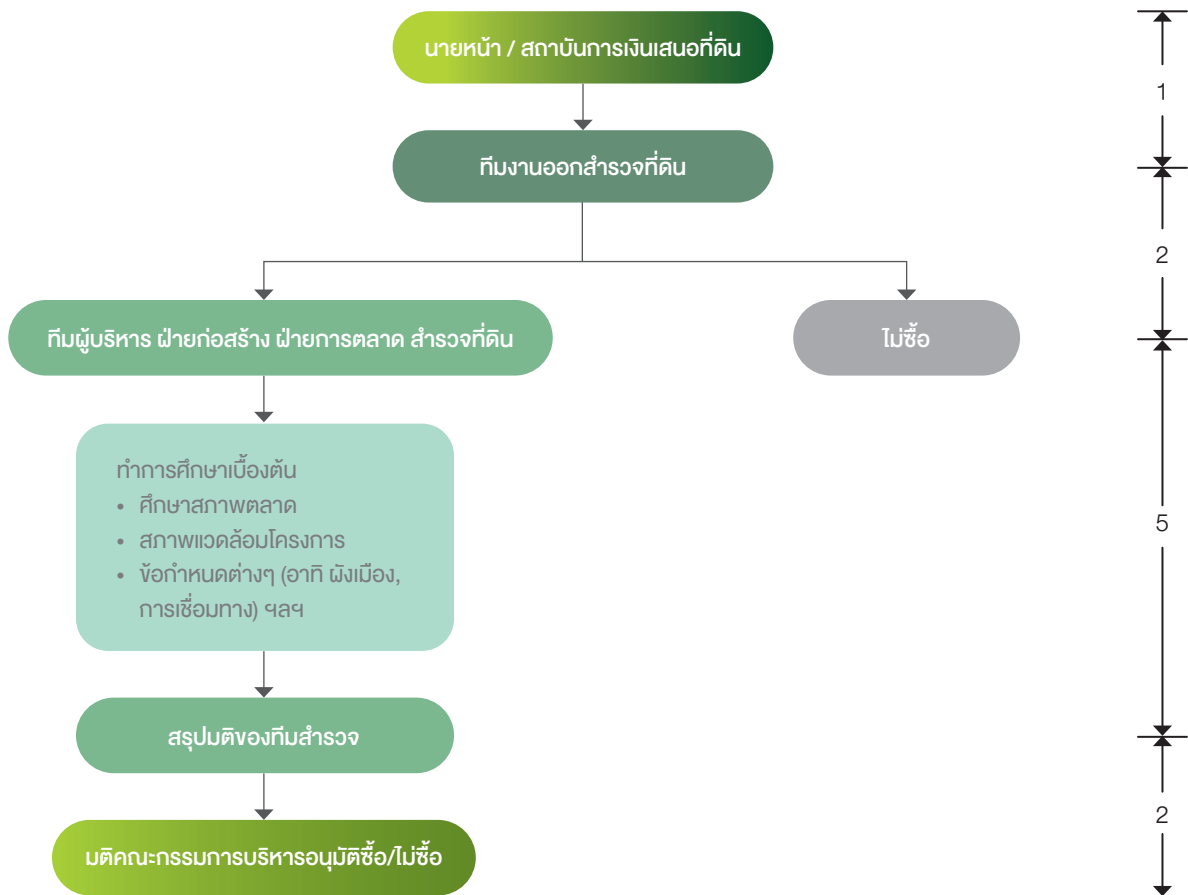 นายหน้า / สถาบันการเงินเสนอที่ดิน
1
ทีมงานออกสำรวจที่ดิน
2
ทีมผู้บริหาร ฝ่ายก่อสร้าง ฝ่ายการตลาด สำรวจที่ดิน
ไม่ซื้อ
ทำการศึกษาเบื้องต้น
• ศึกษาสภาพตลาด
• สภาพแวดล้อมโครงการ
• ข้อกำหนดต่างๆ (อาทิ ผังเมือง,
การเชื่อมทาง) ฯลฯ
5
สรุปมติของทีมสำรวจ
2
มติคณะกรรมการบริหารอนุมัติซื้อ/ไม่ซื้อ